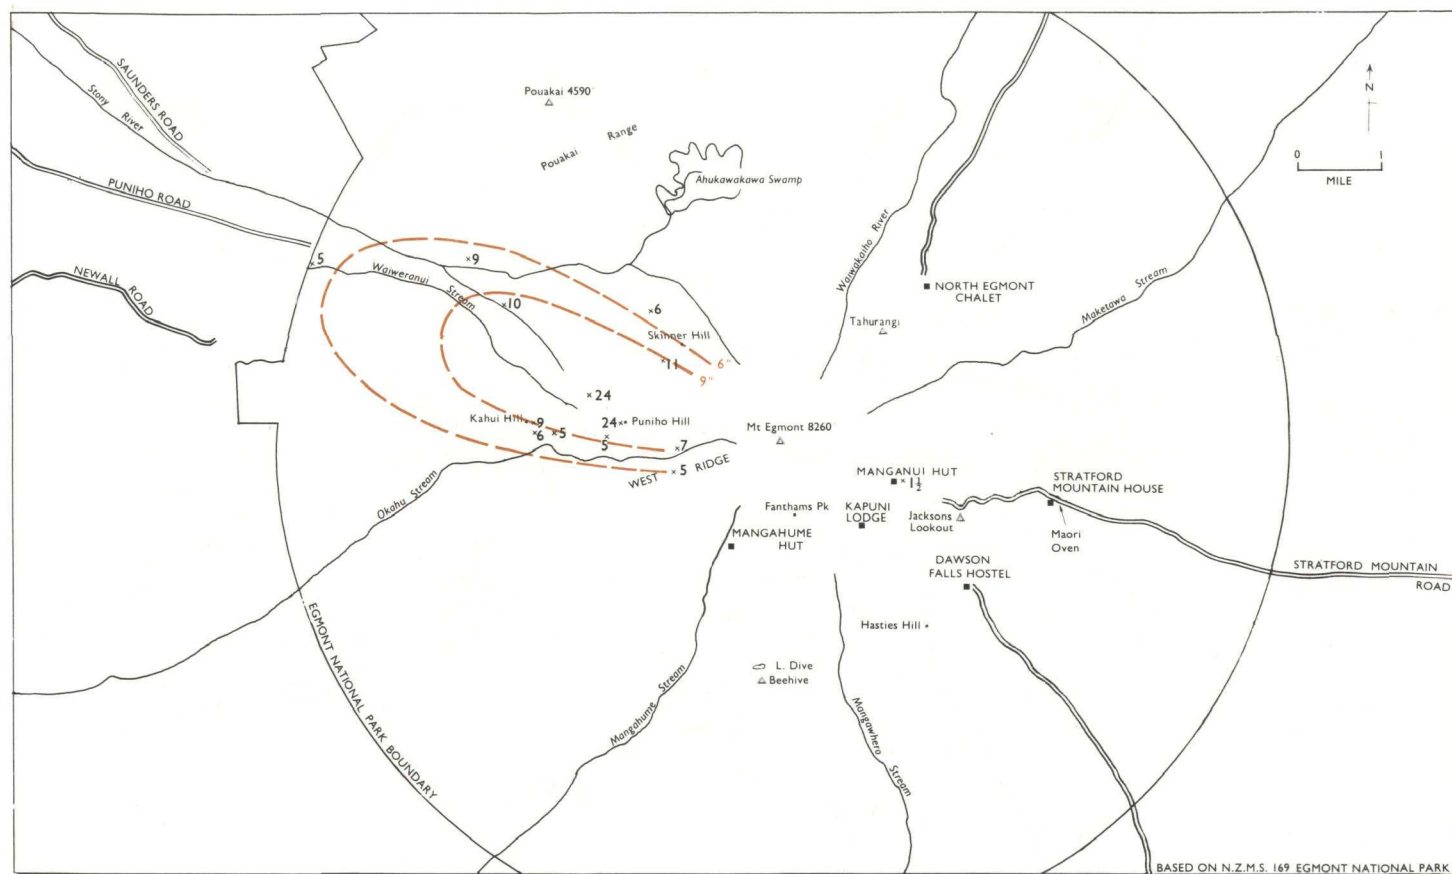 SAUNDERS ROAD
Stony River
PUNIHO ROAD
NEWALL ROAD
Pouakai 4590
Pouakai Range
Ahukawakawa Swamp
N
0 1
MILE
Waiwakaiho River
NORTH EGMONT
CHALET
Maketawa Stream
Tahurangi
×5
Waiweranui Stream
×9
×10
×6
Skinner Hill
×11
6"
9"
×24
Kahui Hill
×9
×6
×5
24×
Puniho Hill
×
5
×7
×5
WEST RIDGE
Mt Egmont 8260
Okahu Stream
MANGANUI HUT
×1½
STRATFORD
MOUNTAIN HOUSE
Fanthams Pk
KAPUNI
LODGE
Jacksons
Lookout
Maori
Oven
MANGAHUME
HUT
DAWSON
FALLS HOSTEL
STRATFORD MOUNTAIN
ROAD
EGMONT NATIONAL PARK BOUNDARY
Hasties Hill
L. Dive
Beehive
Mangahume Stream
Mangawhero Stream
BASED ON N.Z.M.S. 169 EGMONT NATIONAL PARK